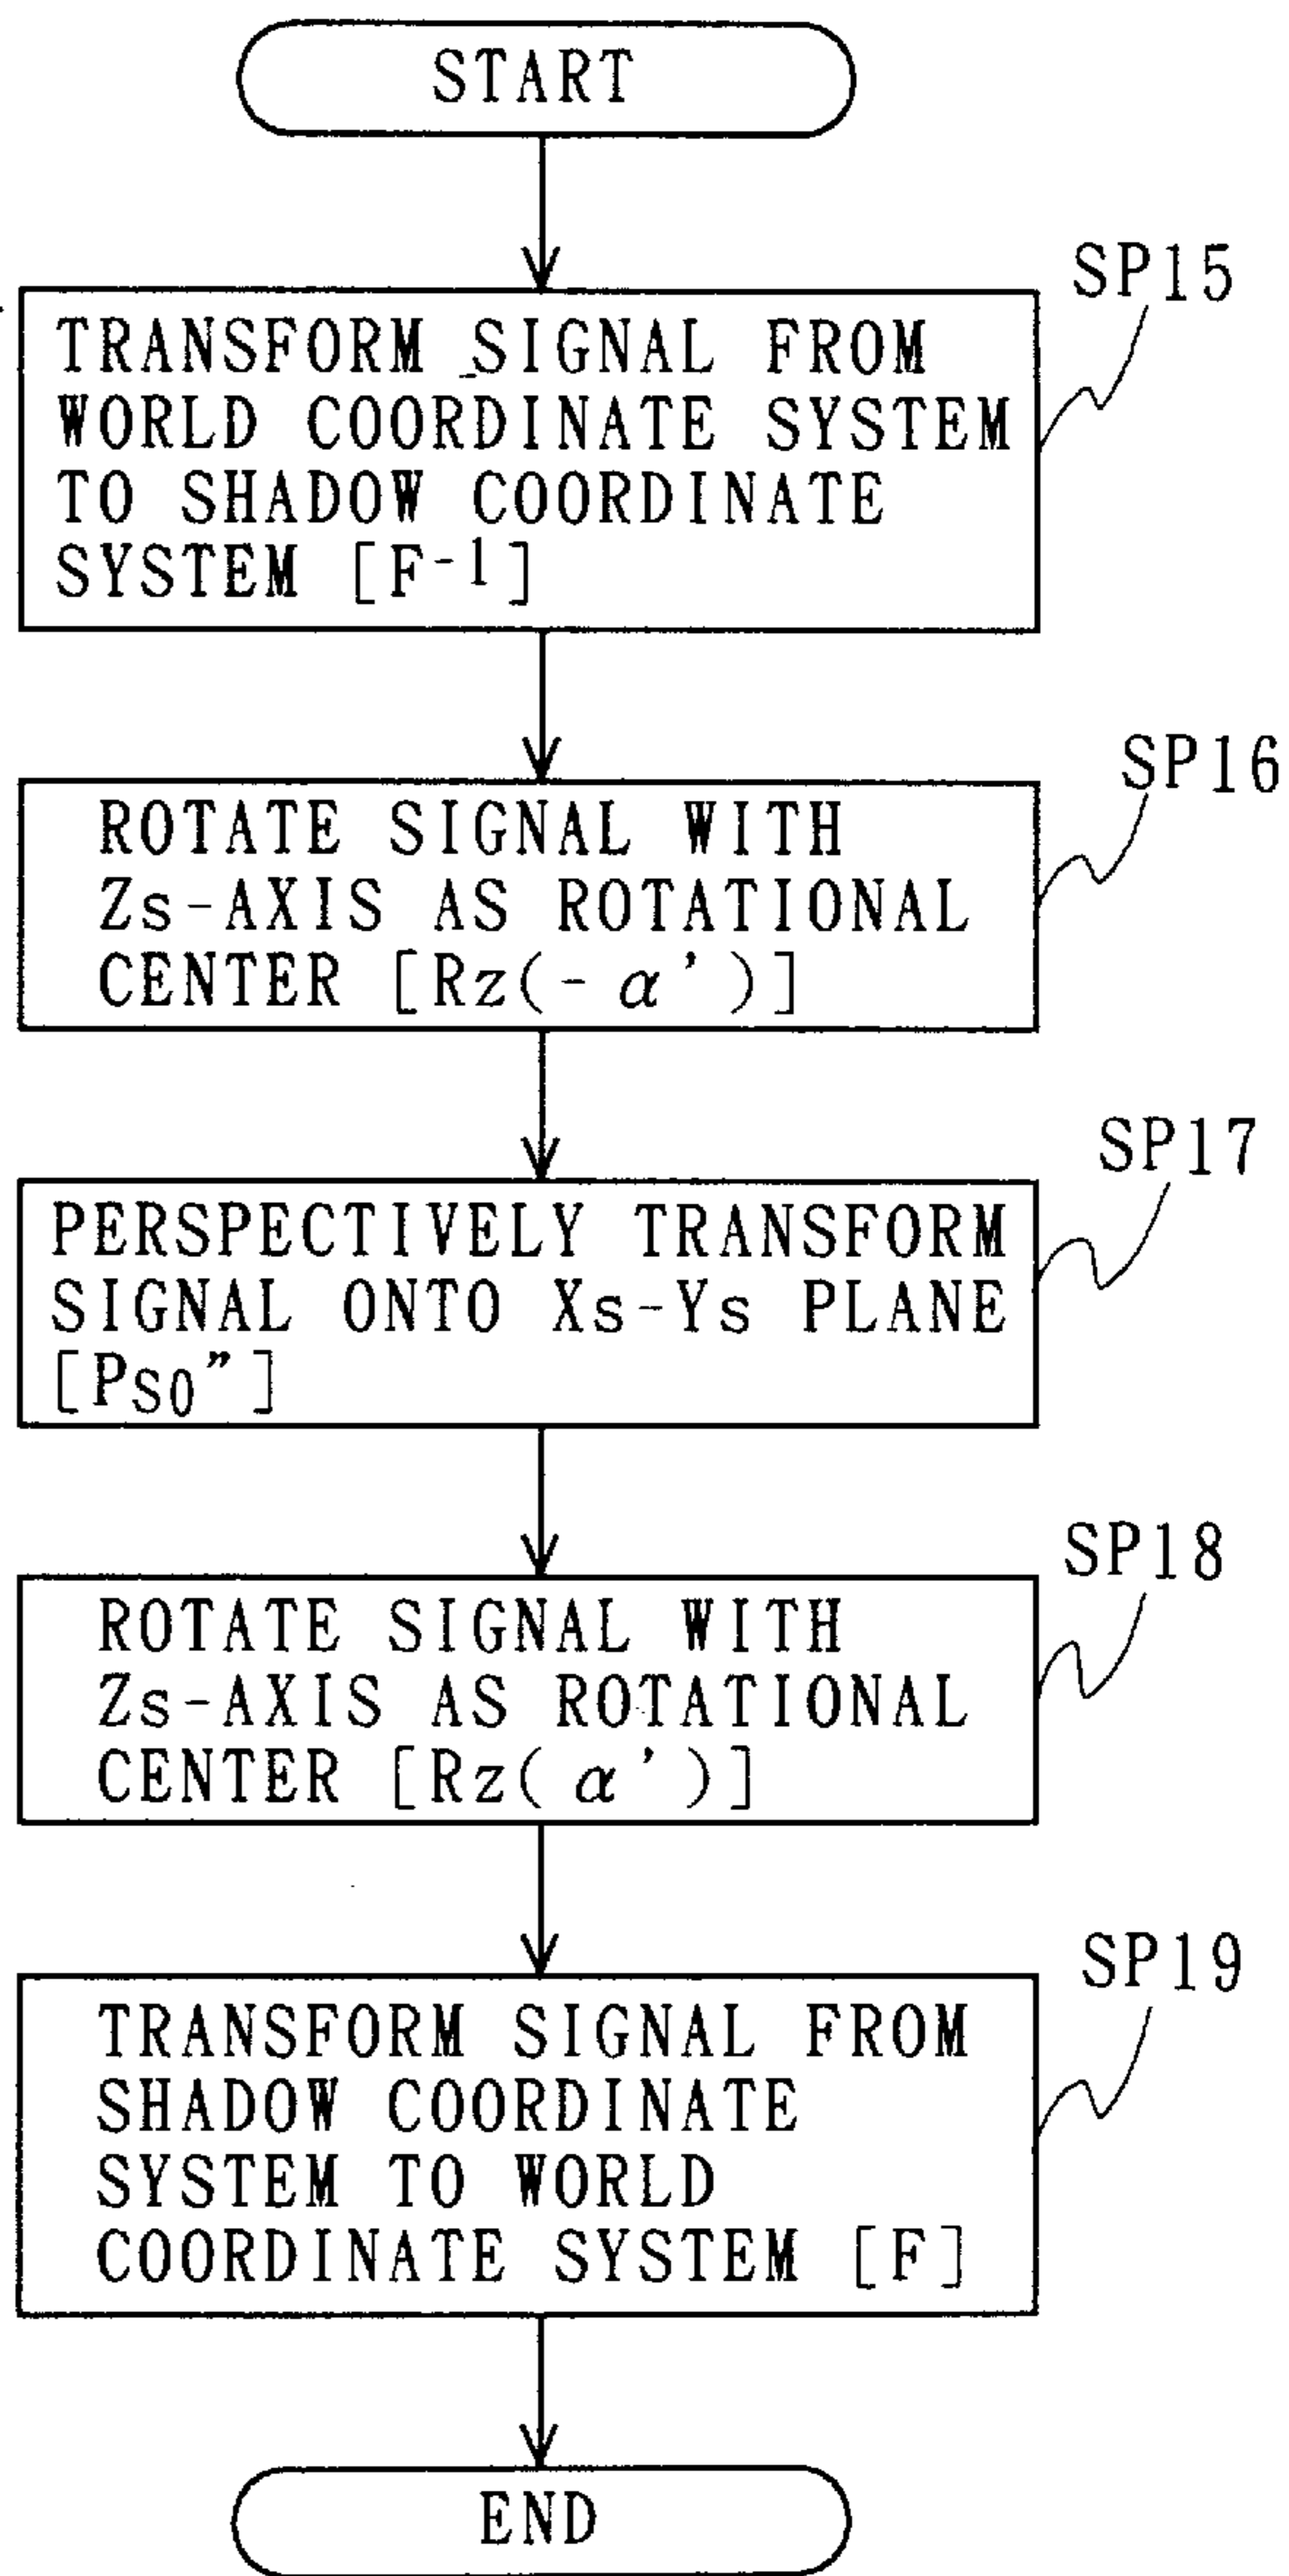 START
SP15
TRANSFORM SIGNAL FROM
WORLD COORDINATE SYSTEM
TO SHADOW COORDINATE
SYSTEM [F⁻¹]
SP16
ROTATE SIGNAL WITH
Zs-AXIS AS ROTATIONAL
CENTER [Rz(-α')]
SP17
PERSPECTIVELY TRANSFORM
SIGNAL ONTO Xs-Ys PLANE
[Ps0"]
SP18
ROTATE SIGNAL WITH
Zs-AXIS AS ROTATIONAL
CENTER [Rz(α')]
SP19
TRANSFORM SIGNAL FROM
SHADOW COORDINATE
SYSTEM TO WORLD
COORDINATE SYSTEM [F]
END